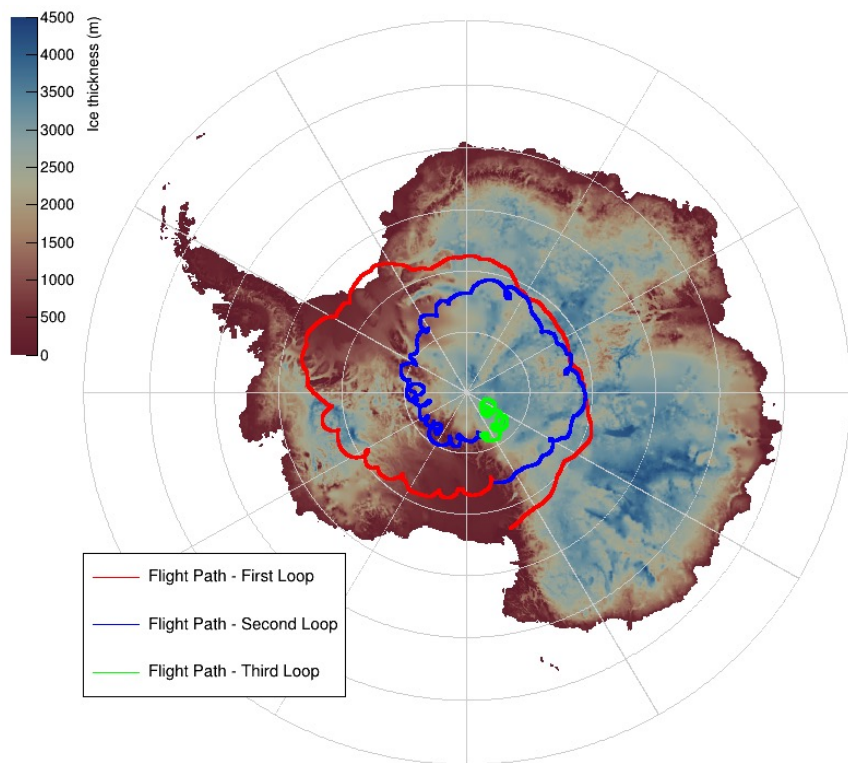 4500
4000
3500
3000
2500
2000
1500
1000
500
0
Ice thickness (m)
Flight Path - First Loop
Flight Path - Second Loop
Flight Path - Third Loop